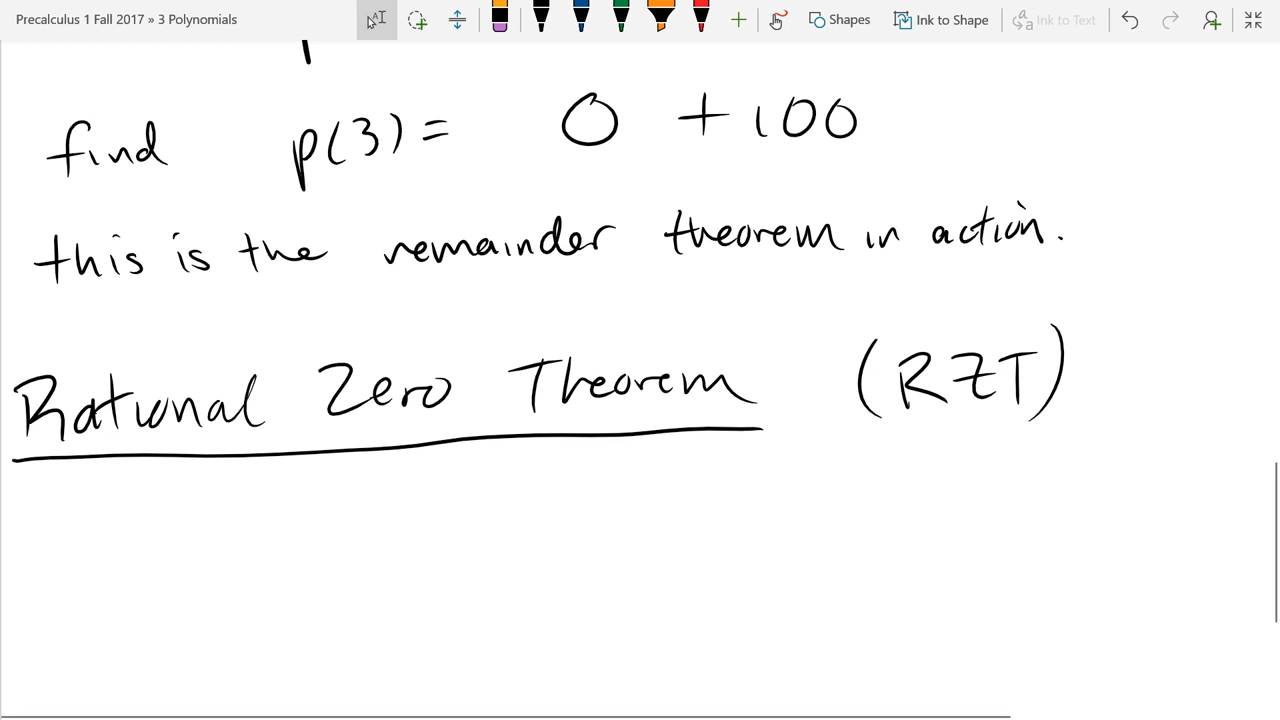 Precalculus 1 Fall 2017 » 3 Polynomials
Shapes
Ink to Shape
Ink to Text
find p(3) = 0 + 100
this is the remainder theorem in action.
Rational Zero Theorem (RZT)